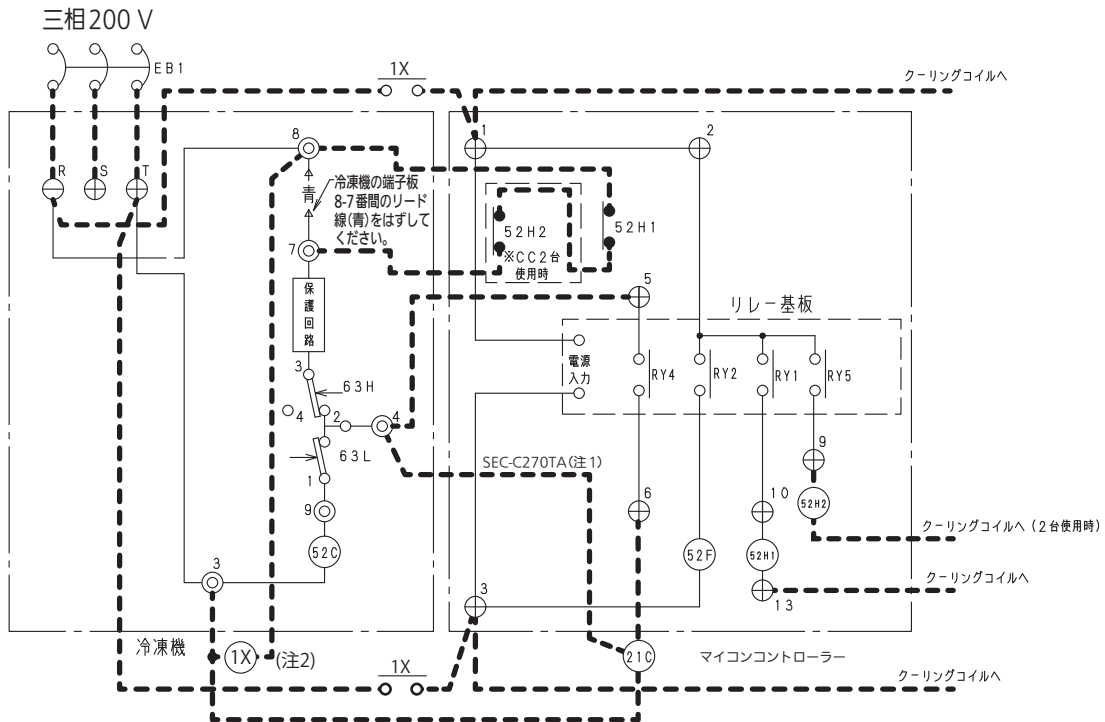 三相200 V
EB1
1X
クーリングコイルへ
R
S
T
8
1
2
青
冷凍機の端子板
8-7番間のリード
線(青)をはずして
ください。
52H2
※CC2台
使用時
52H1
7
5
リレー基板
保護回路
電源
入力
RY4
RY2
RY1
RY5
3
63H
4
2
4
63L
1
SEC-C270TA(注1)
9
9
6
10
52H2
クーリングコイルへ（2台使用時）
52C
52F
52H1
3
3
13
クーリングコイルへ
冷凍機
1X
(注2)
21C
マイコンコントローラー
1X
クーリングコイルへ